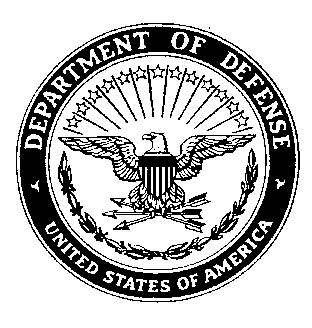 DEPARTMENT OF DEFENSE
UNITED STATES OF AMERICA